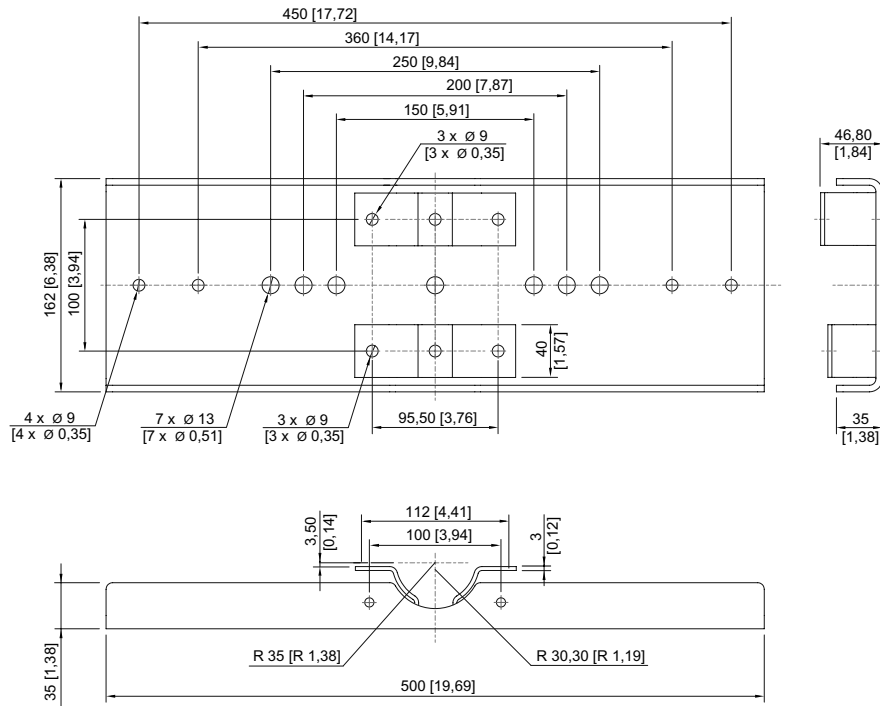 450 [17,72]
360 [14,17]
250 [9,84]
200 [7,87]
150 [5,91]
3 x Ø 9
[3 x Ø 0,35]
46,80
[1,84]
162 [6,38]
100 [3,94]
40
[1,57]
4 x Ø 9
[4 x Ø 0,35]
7 x Ø 13
[7 x Ø 0,51]
3 x Ø 9
[3 x Ø 0,35]
95,50 [3,76]
35
[1,38]
3,50
[0,14]
112 [4,41]
100 [3,94]
3
[0,12]
35 [1,38]
R 35 [R 1,38]
R 30,30 [R 1,19]
500 [19,69]